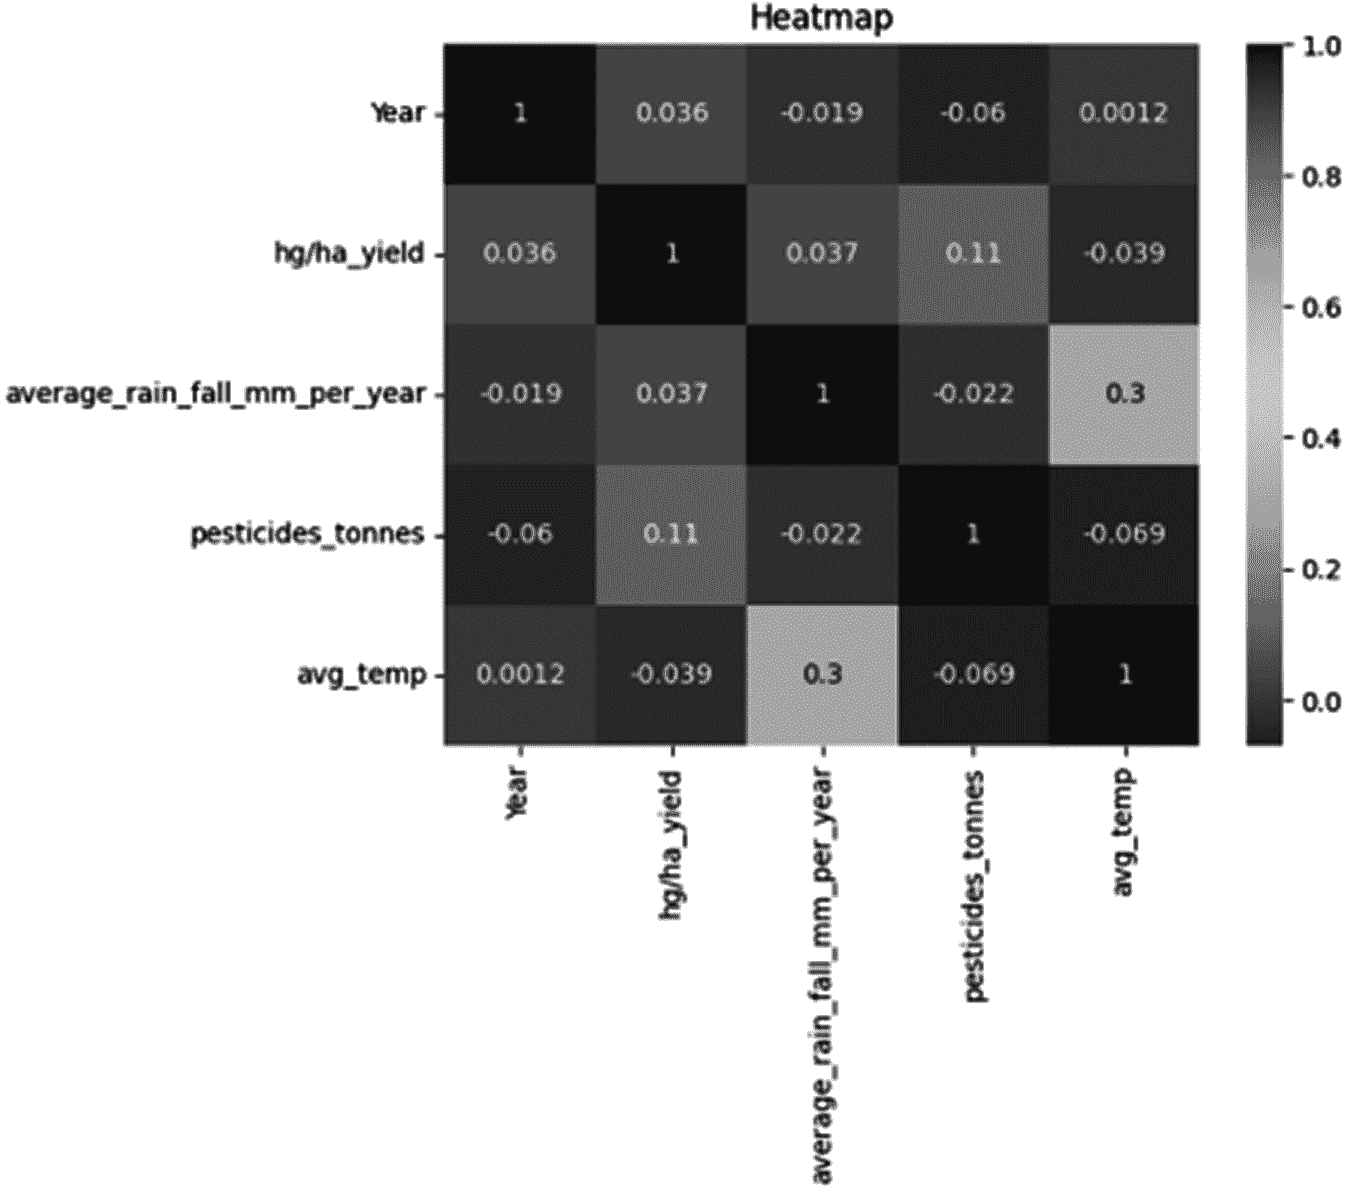 Heatmap
Year 1 0.036 -0.019 -0.06 0.0012
hg/ha_yield 0.036 1 0.037 0.11 -0.039
average_rain_fall_mm_per_year -0.019 0.037 1 -0.022 0.3
pesticides_tonnes -0.06 0.11 -0.022 1 -0.069
avg_temp 0.0012 -0.039 0.3 -0.069 1
Year
hg/ha_yield
average_rain_fall_mm_per_year
pesticides_tonnes
avg_temp
1.0
0.8
0.6
0.4
0.2
0.0